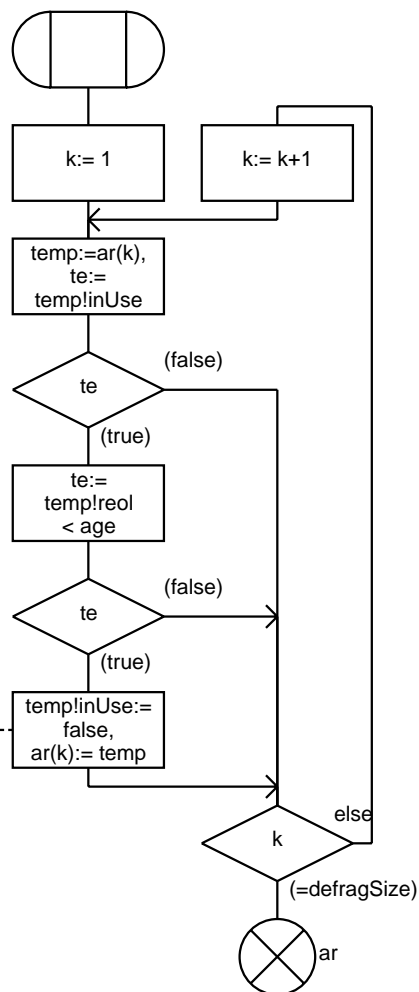 k:= 1
k:= k+1
temp:=ar(k),
te:=
temp!inUse
(false)
te
(true)
te:=
temp!reol
< age
(false)
te
(true)
temp!inUse:=
false,
ar(k):= temp
else
k
(=defragSize)
ar